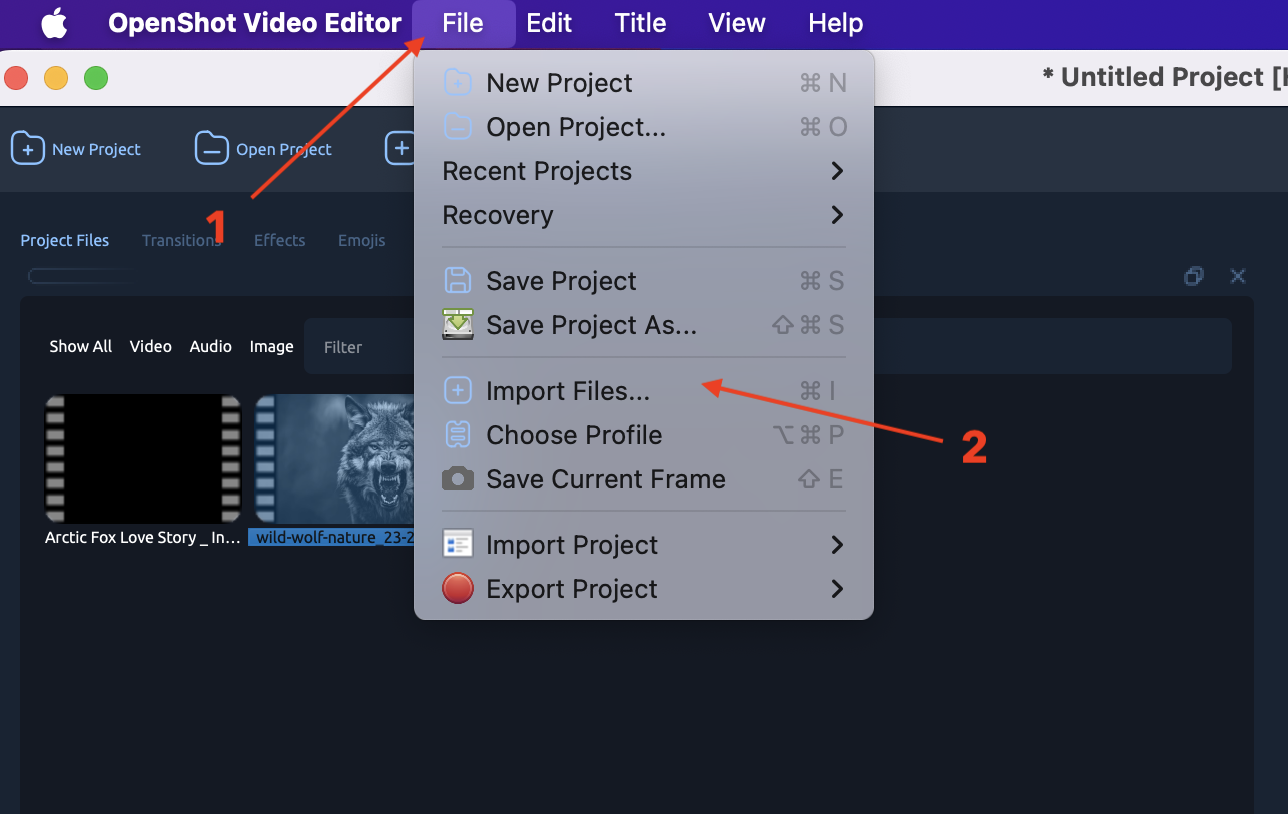 OpenShot Video Editor File Edit Title View Help
* Untitled Project [
New Project Open Project
1
Project Files Transitions Effects Emojis
Show All Video Audio Image Filter
Arctic Fox Love Story _ In... wild-wolf-nature_23-2
New Project ⌘ N
Open Project... ⌘ O
Recent Projects
Recovery
Save Project ⌘ S
Save Project As... ⇧ ⌘ S
Import Files... ⌘ I
2
Choose Profile ⌥ ⌘ P
Save Current Frame ⇧ E
Import Project
Export Project